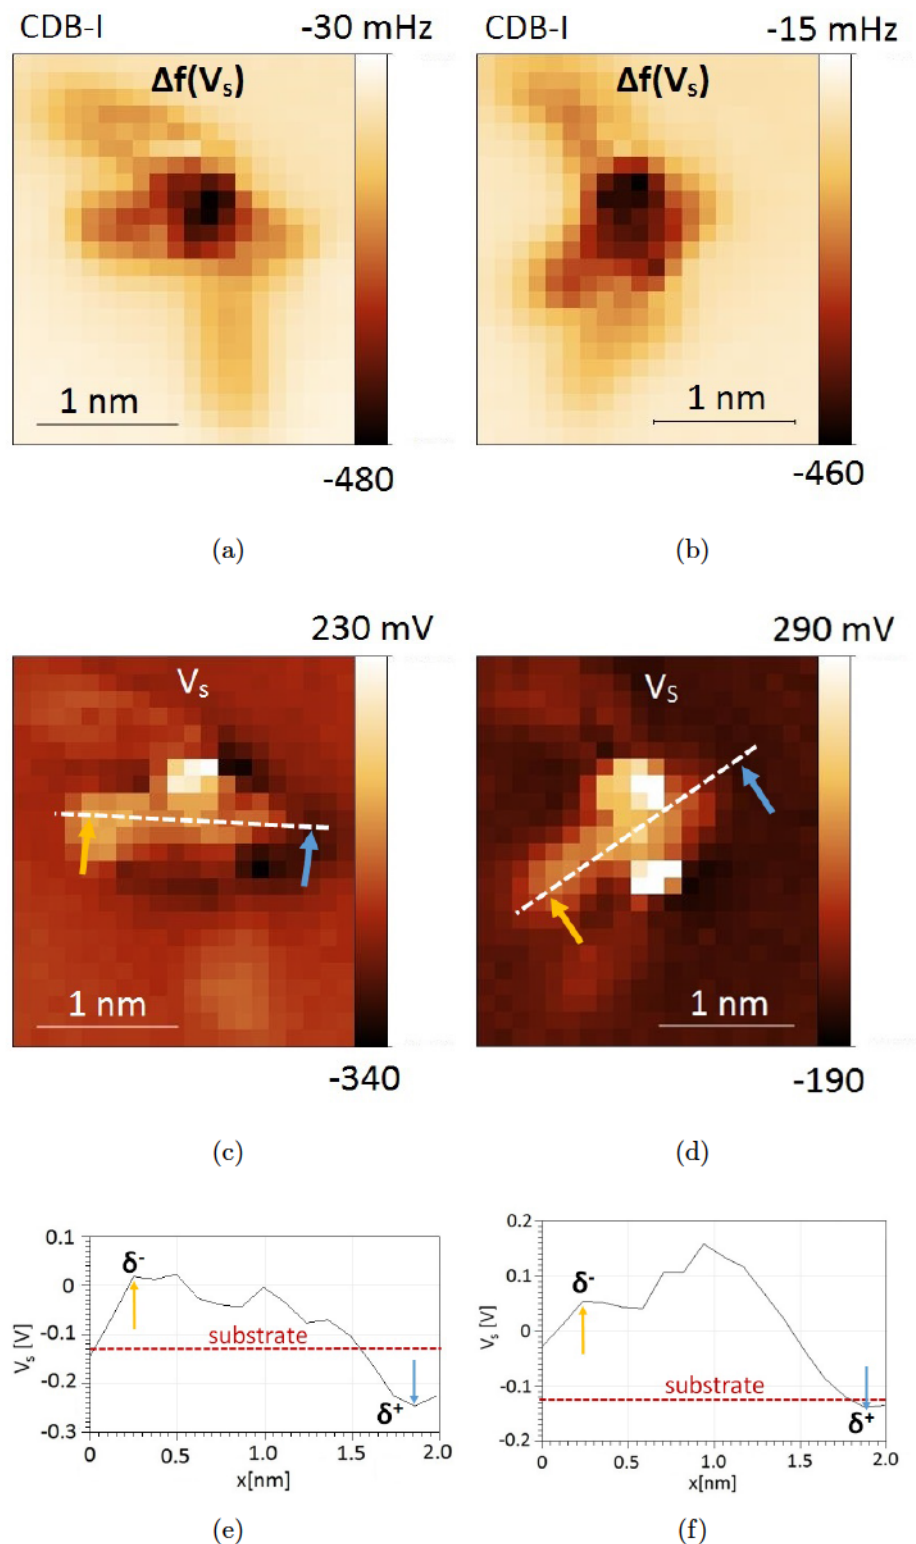 CDB-I -30 mHz
Δf(Vₛ)
1 nm
-480
(a)
CDB-I -15 mHz
Δf(Vₛ)
1 nm
-460
(b)
230 mV
Vₛ
1 nm
-340
(c)
290 mV
V_S
1 nm
-190
(d)
0.1
0
-0.1
-0.2
-0.3
Vₛ [V]
δ⁻
substrate
δ⁺
0 0.5 1.0 1.5 2.0
x[nm]
(e)
0.2
0.1
0
-0.1
-0.2
Vₛ [V]
δ⁻
substrate
δ⁺
0 0.5 1.0 1.5 2.0
x[nm]
(f)